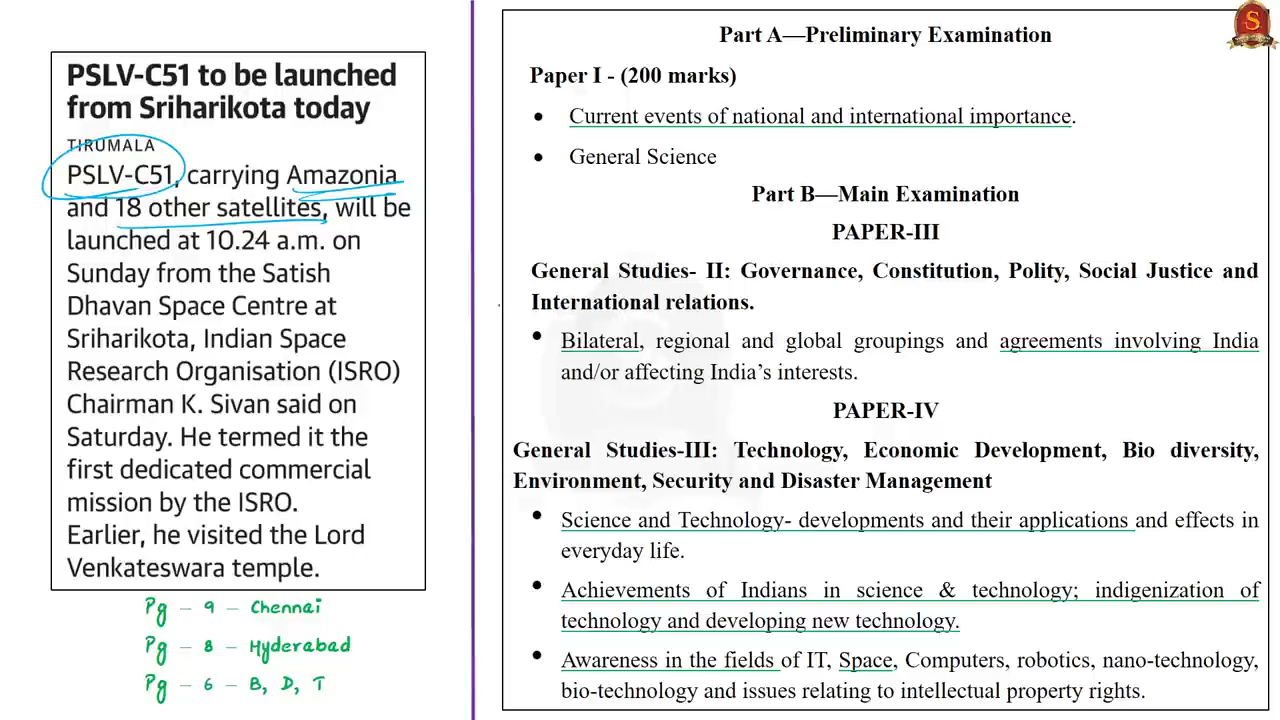 PSLV-C51 to be launched
from Sriharikota today
TIRUMALA
PSLV-C51, carrying Amazonia
and 18 other satellites, will be
launched at 10.24 a.m. on
Sunday from the Satish
Dhavan Space Centre at
Sriharikota, Indian Space
Research Organisation (ISRO)
Chairman K. Sivan said on
Saturday. He termed it the
first dedicated commercial
mission by the ISRO.
Earlier, he visited the Lord
Venkateswara temple.
Pg – 9 – Chennai
Pg – 8 – Hyderabad
Pg – 6 – B, D, T
Part A—Preliminary Examination
Paper I - (200 marks)
• Current events of national and international importance.
• General Science
Part B—Main Examination
PAPER-III
General Studies- II: Governance, Constitution, Polity, Social Justice and
International relations.
• Bilateral, regional and global groupings and agreements involving India
and/or affecting India’s interests.
PAPER-IV
General Studies-III: Technology, Economic Development, Bio diversity,
Environment, Security and Disaster Management
• Science and Technology- developments and their applications and effects in
everyday life.
• Achievements of Indians in science & technology; indigenization of
technology and developing new technology.
• Awareness in the fields of IT, Space, Computers, robotics, nano-technology,
bio-technology and issues relating to intellectual property rights.
S